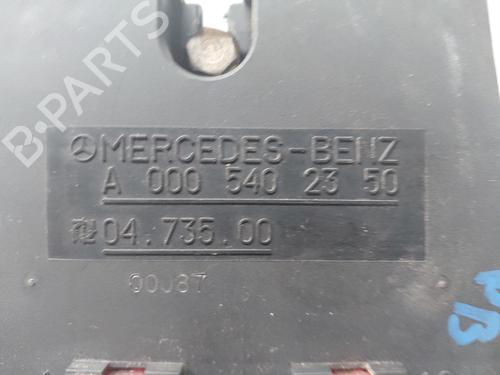 MERCEDES-BENZ
A 000 540 23 50
04.735.00
00J87
B-PARTS